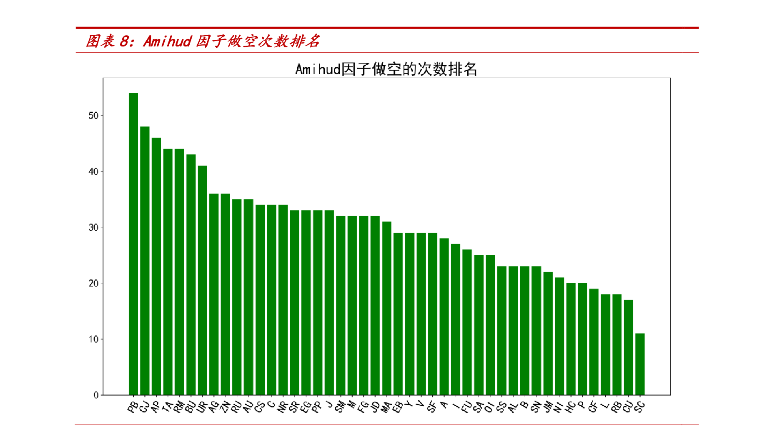 图表 8：Amihud 因子做空次数排名
Amihud因子做空的次数排名
50
40
30
20
10
0
PB GJ AP TA RM BU UR AG ZN RU AU CS C NR SR EG PP J SM M FG JD MA EB Y V SF A I FU SA OI SS AL B SN JM NI HC P CF L RB CU SC